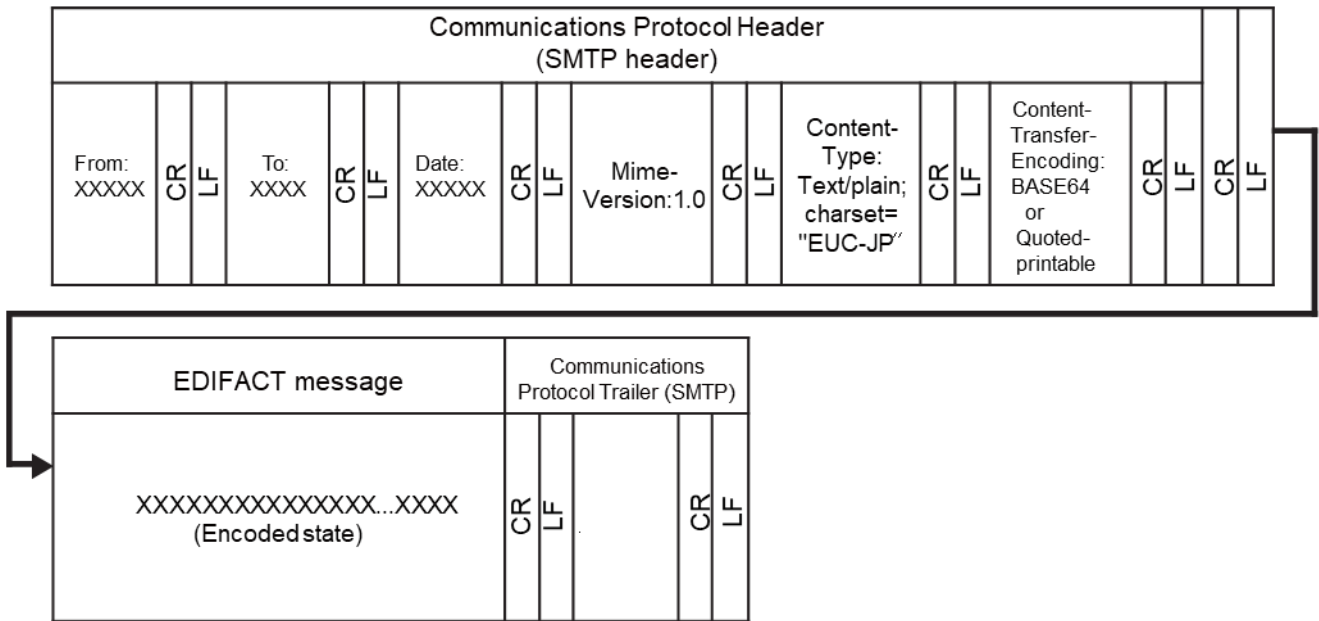 Communications Protocol Header
(SMTP header)
From:
XXXXX
CR
LF
To:
XXXX
CR
LF
Date:
XXXXX
CR
LF
Mime-
Version:1.0
CR
LF
Content-
Type:
Text/plain;
charset=
"EUC-JP″
CR
LF
Content-
Transfer-
Encoding:
BASE64
or
Quoted-
printable
CR
LF
CR
LF
EDIFACT message
Communications
Protocol Trailer (SMTP)
XXXXXXXXXXXXXXX...XXXX
(Encoded state)
CR
LF
.
CR
LF